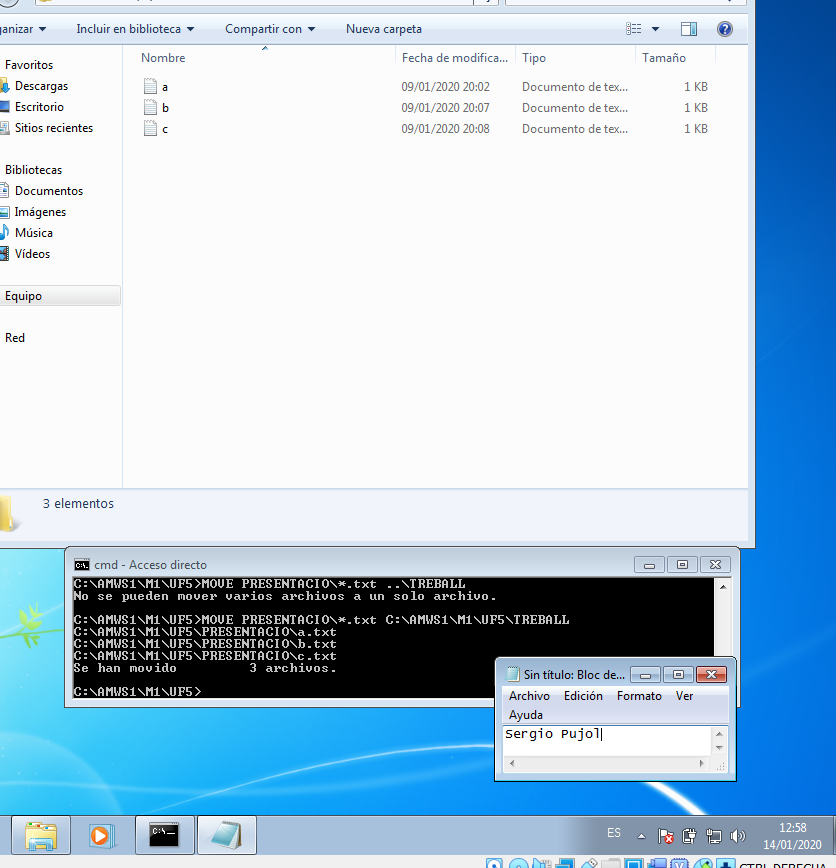 anizar Incluir en biblioteca Compartir con Nueva carpeta
Nombre Fecha de modifica... Tipo Tamaño
Favoritos
Descargas
Escritorio
Sitios recientes
Bibliotecas
Documentos
Imágenes
Música
Vídeos
Equipo
Red
a 09/01/2020 20:02 Documento de tex... 1 KB
b 09/01/2020 20:07 Documento de tex... 1 KB
c 09/01/2020 20:08 Documento de tex... 1 KB
3 elementos
cmd - Acceso directo
C:\AMWS1\M1\UF5>MOVE PRESENTACIO\*.txt ..\TREBALL
No se pueden mover varios archivos a un solo archivo.
C:\AMWS1\M1\UF5>MOVE PRESENTACIO\*.txt C:\AMWS1\M1\UF5\TREBALL
C:\AMWS1\M1\UF5\PRESENTACIO\a.txt
C:\AMWS1\M1\UF5\PRESENTACIO\b.txt
C:\AMWS1\M1\UF5\PRESENTACIO\c.txt
Se han movido 3 archivos.
C:\AMWS1\M1\UF5>
Sin título: Bloc de...
Archivo Edición Formato Ver
Ayuda
Sergio Pujol
ES
12:58
14/01/2020
CTRL DERECHA